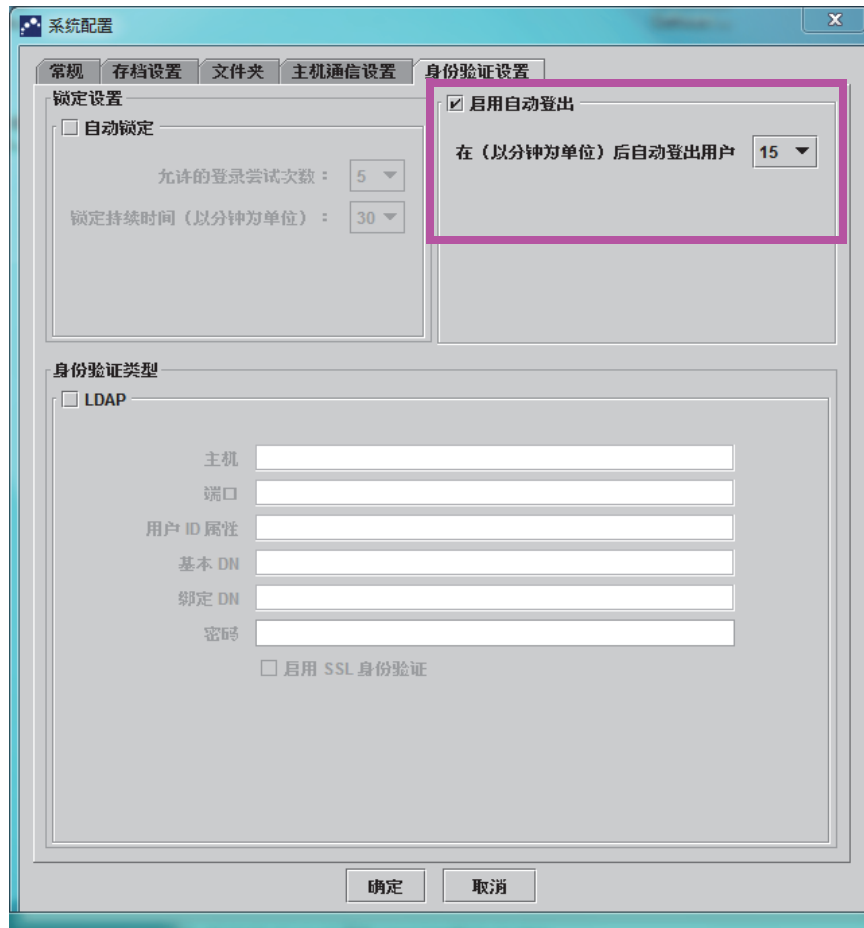 系统配置
常规 存档设置 文件夹 主机通信设置 身份验证设置
锁定设置
自动锁定
允许的登录尝试次数： 5
锁定持续时间（以分钟为单位）： 30
启用自动登出
在（以分钟为单位）后自动登出用户 15
身份验证类型
LDAP
主机
端口
用户 ID 属性
基本 DN
绑定 DN
密码
启用 SSL 身份验证
确定 取消